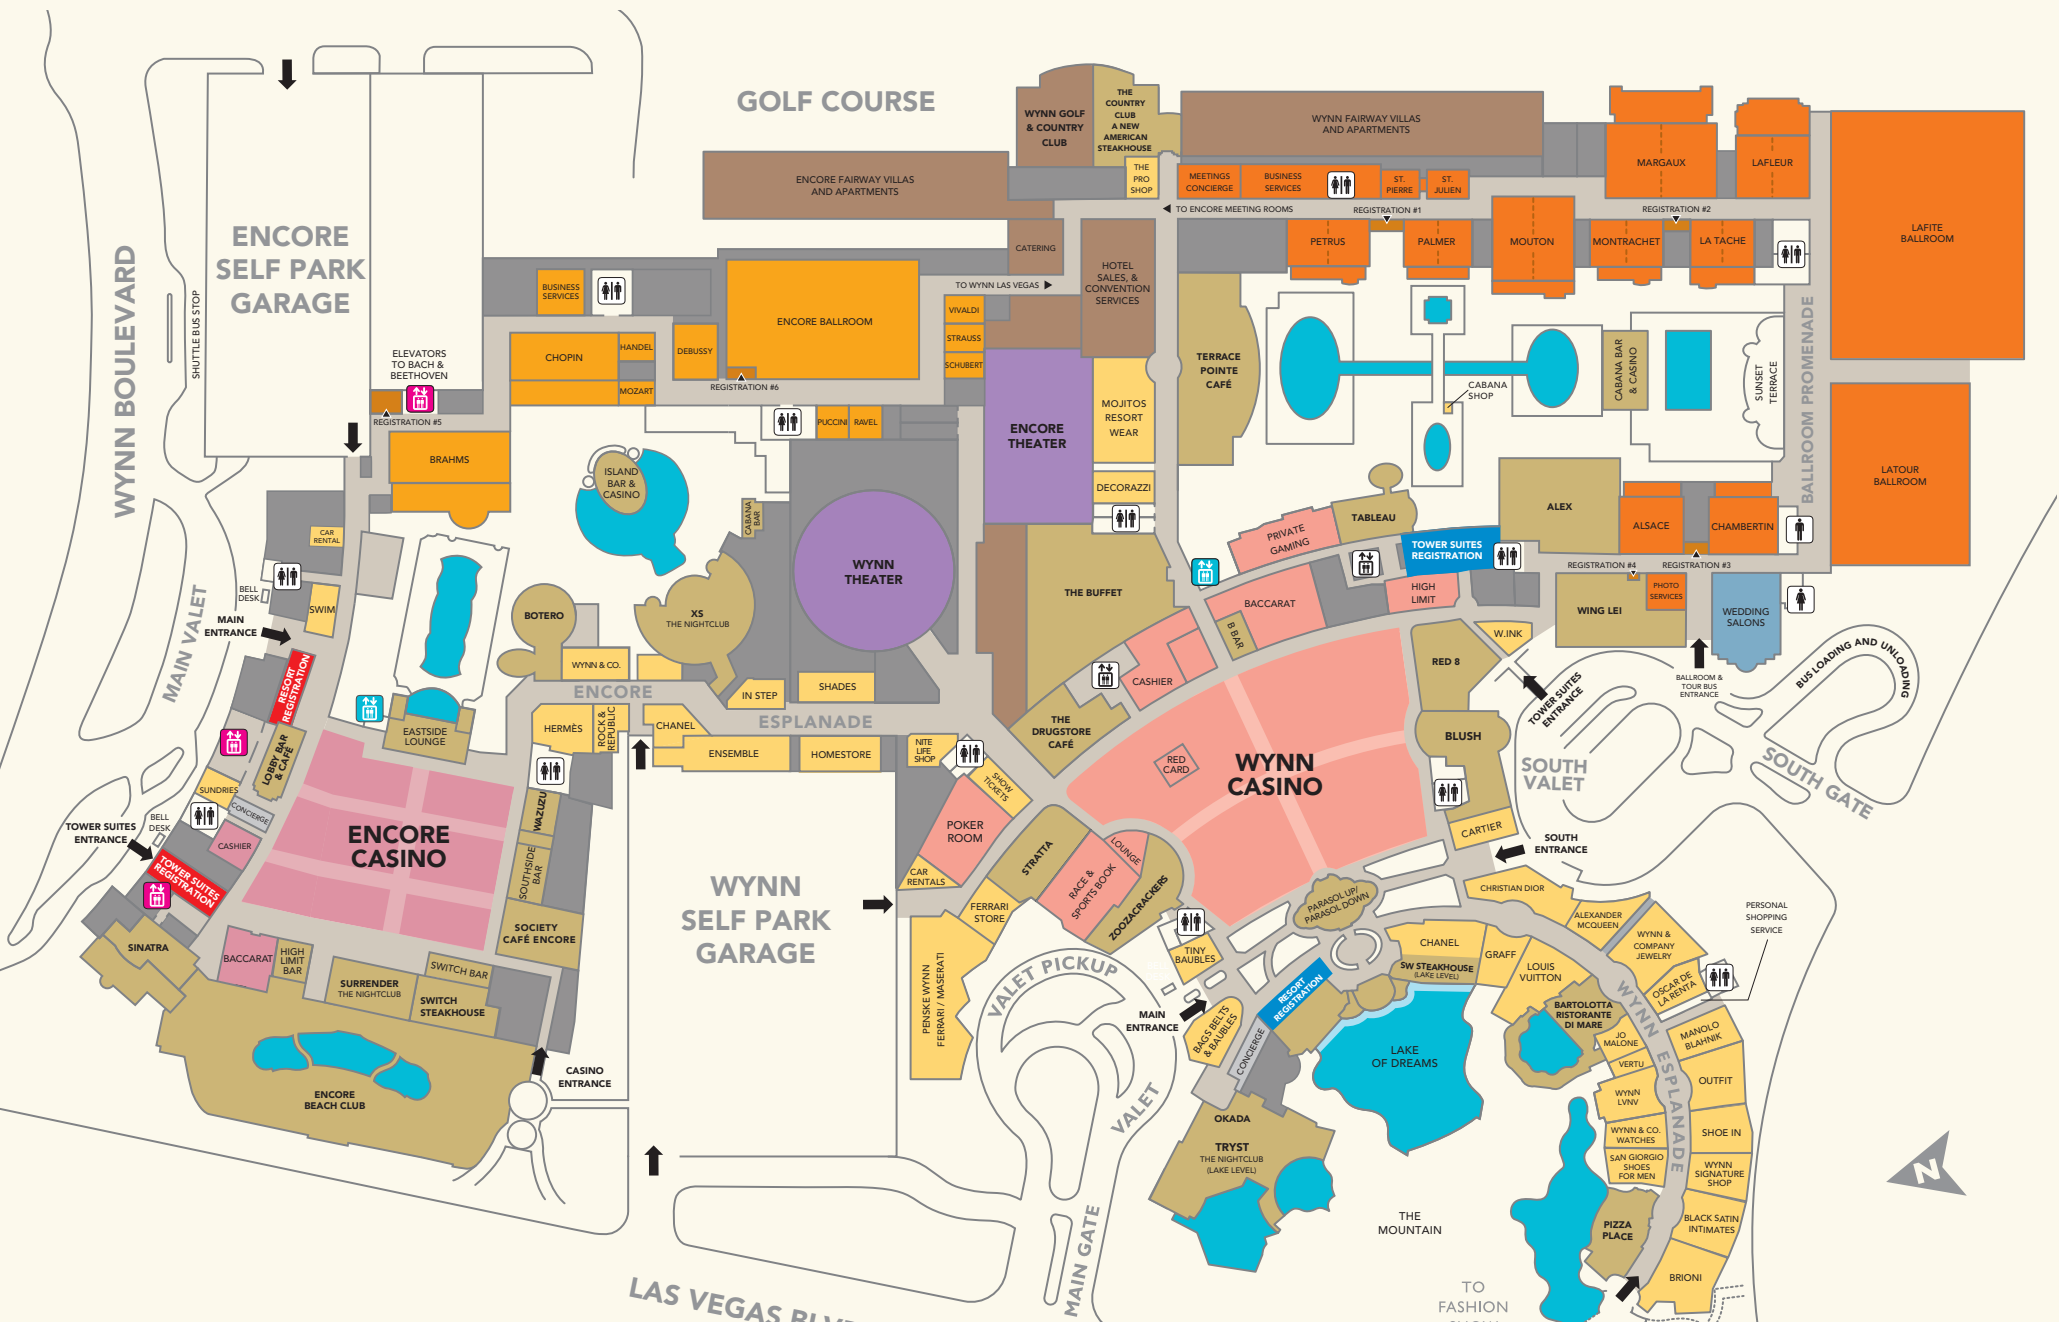 GOLF COURSE
ENCORE
SELF PARK
GARAGE
WYNN BOULEVARD
SHUTTLE BUS STOP
ELEVATORS
TO BACH &
BEETHOVEN
REGISTRATION #5
BRAHMS
BUSINESS
SERVICES
CHOPIN
HANDEL
MOZART
DEBUSSY
ENCORE BALLROOM
REGISTRATION #6
PUCCINI
RAVEL
VIVALDI
STRAUSS
SCHUBERT
TO WYNN LAS VEGAS
CATERING
HOTEL
SALES, &
CONVENTION
SERVICES
ENCORE FAIRWAY VILLAS
AND APARTMENTS
WYNN GOLF
& COUNTRY
CLUB
THE
COUNTRY
CLUB
A NEW
AMERICAN
STEAKHOUSE
THE
PRO
SHOP
WYNN FAIRWAY VILLAS
AND APARTMENTS
MEETINGS
CONCIERGE
BUSINESS
SERVICES
ST.
PIERRE
ST.
JULIEN
MARGAUX
LAFLEUR
TO ENCORE MEETING ROOMS
REGISTRATION #1
REGISTRATION #2
PETRUS
PALMER
MOUTON
MONTRACHET
LA TACHE
LAFITE
BALLROOM
LATOUR
BALLROOM
BALLROOM PROMENADE
SUNSET
TERRACE
CABANA BAR
& CASINO
CABANA
SHOP
TERRACE
POINTE
CAFÉ
ENCORE
THEATER
MOJITOS
RESORT
WEAR
DECORAZZI
ISLAND
BAR &
CASINO
CABANA
BAR
WYNN
THEATER
XS
THE NIGHTCLUB
BOTERO
WYNN & CO.
IN STEP
SHADES
THE BUFFET
PRIVATE
GAMING
TABLEAU
TOWER SUITES
REGISTRATION
HIGH
LIMIT
BACCARAT
B BAR
CASHIER
ALEX
ALSACE
CHAMBERTIN
REGISTRATION #4
REGISTRATION #3
PHOTO
SERVICES
WING LEI
WEDDING
SALONS
W.INK
RED 8
BLUSH
CARTIER
BALLROOM &
TOUR BUS
ENTRANCE
TOWER SUITES
ENTRANCE
BUS LOADING AND UNLOADING
SOUTH
VALET
SOUTH GATE
SOUTH
ENTRANCE
CAR
RENTAL
BELL
DESK
SWIM
MAIN
ENTRANCE
MAIN VALET
RESORT
REGISTRATION
LOBBY BAR
& CAFÉ
SUNDRIES
CONCIERGE
CASHIER
BELL
DESK
TOWER SUITES
ENTRANCE
TOWER SUITES
REGISTRATION
SINATRA
BACCARAT
HIGH
LIMIT
BAR
EASTSIDE
LOUNGE
ENCORE
CASINO
ENCORE
ESPLANADE
HERMÈS
ROCK &
REPUBLIC
CHANEL
ENSEMBLE
HOMESTORE
WAZUZU
SOUTHSIDE
BAR
SOCIETY
CAFÉ ENCORE
SURRENDER
THE NIGHTCLUB
SWITCH BAR
SWITCH
STEAKHOUSE
ENCORE
BEACH CLUB
CASINO
ENTRANCE
WYNN
SELF PARK
GARAGE
NITE
LIFE
SHOP
SHOW
TICKETS
THE
DRUGSTORE
CAFÉ
POKER
ROOM
CAR
RENTALS
FERRARI
STORE
PENSKE WYNN
FERRARI / MASERATI
STRATTA
RACE &
SPORTS BOOK
LOUNGE
ZOOZACRACKERS
RED
CARD
WYNN
CASINO
PARASOL UP/
PARASOL DOWN
TINY
BAUBLES
VALET PICKUP
MAIN
ENTRANCE
BAGS BELTS
& BAUBLES
RESORT
REGISTRATION
CONCIERGE
VALET
MAIN GATE
OKADA
TRYST
THE NIGHTCLUB
(LAKE LEVEL)
LAKE
OF DREAMS
THE
MOUNTAIN
CHRISTIAN DIOR
ALEXANDER
MCQUEEN
CHANEL
SW STEAKHOUSE
(LAKE LEVEL)
GRAFF
LOUIS
VUITTON
WYNN &
COMPANY
JEWELRY
OSCAR DE
LA RENTA
PERSONAL
SHOPPING
SERVICE
BARTOLOTTA
RISTORANTE
DI MARE
WYNN ESPLANADE
JO
MALONE
VERTU
WYNN
LVNV
WYNN & CO.
WATCHES
SAN GIORGIO
SHOES
FOR MEN
MANOLO
BLAHNIK
OUTFIT
SHOE IN
WYNN
SIGNATURE
SHOP
BLACK SATIN
INTIMATES
BRIONI
PIZZA
PLACE
N
TO
FASHION
LAS VEGAS